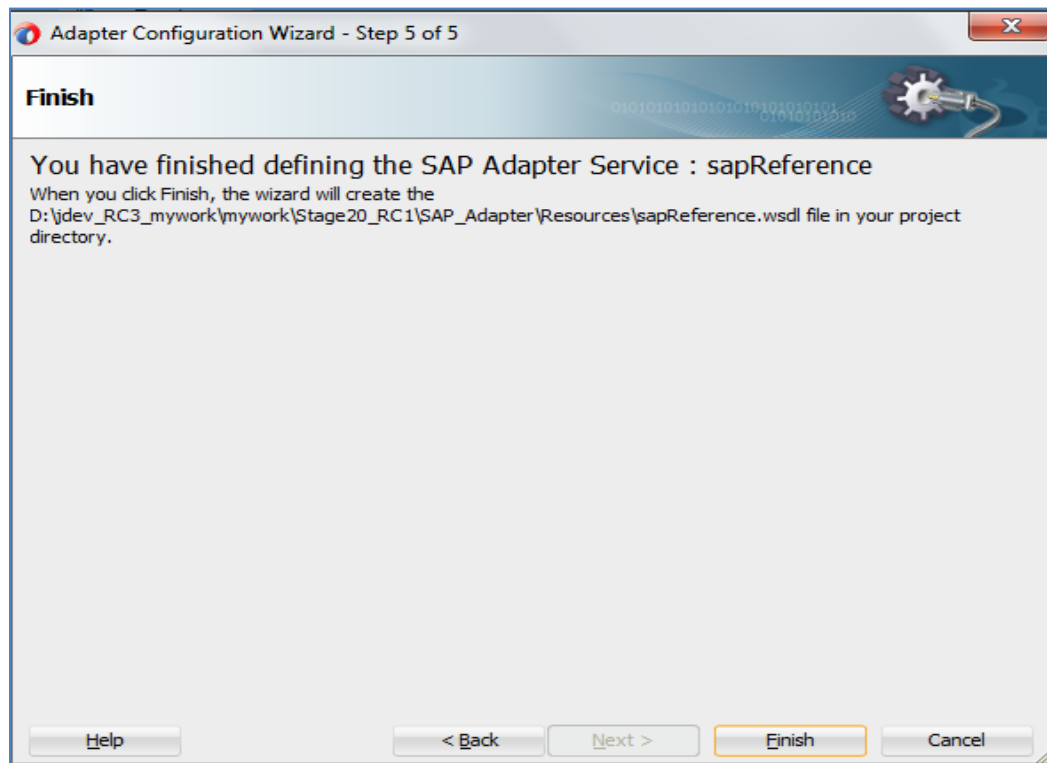 Adapter Configuration Wizard - Step 5 of 5
x
Finish
You have finished defining the SAP Adapter Service : sapReference
When you click Finish, the wizard will create the
D:\jdev_RC3_mywork\mywork\Stage20_RC1\SAP_Adapter\Resources\sapReference.wsdl file in your project
directory.
Help
< Back
Next >
Finish
Cancel